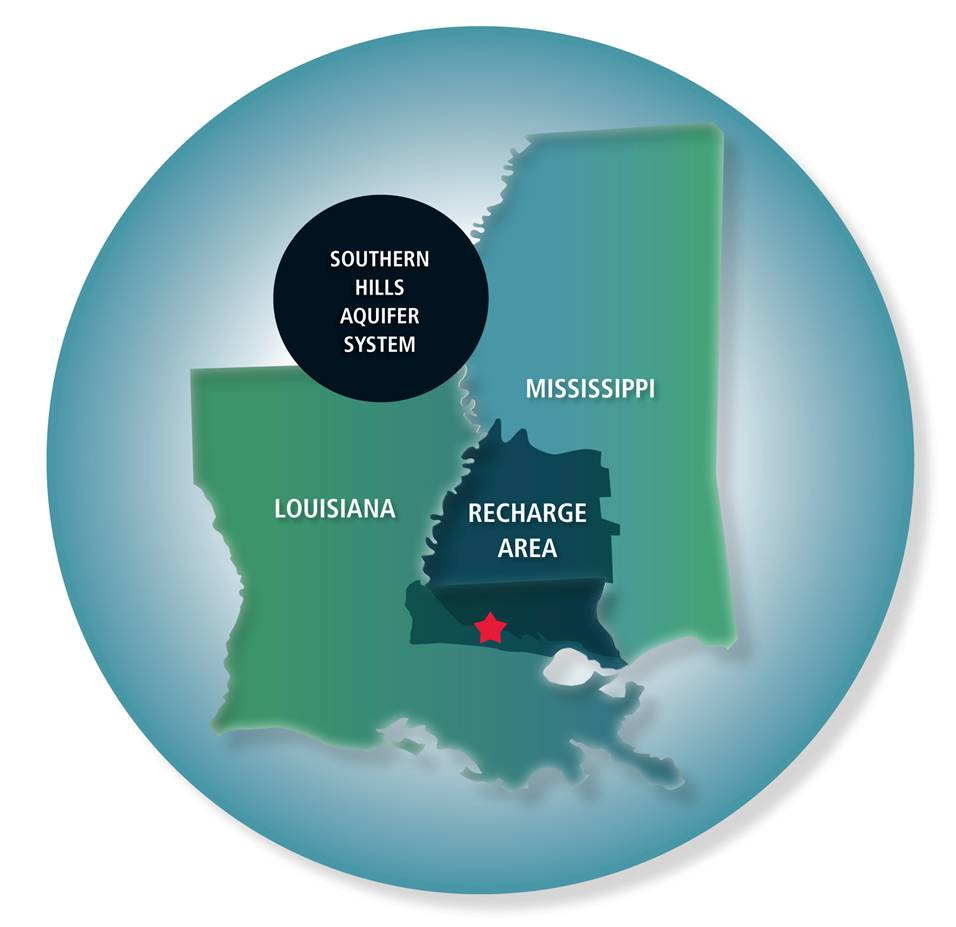 SOUTHERN
HILLS
AQUIFER
SYSTEM
MISSISSIPPI
LOUISIANA
RECHARGE
AREA